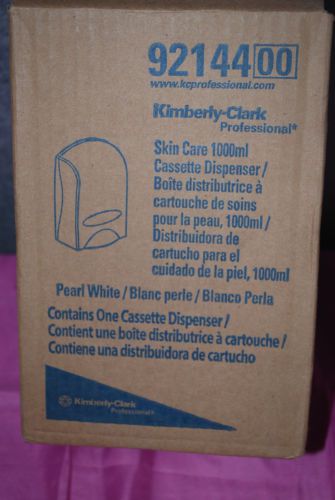 92144 00
www.kcprofessional.com
Kimberly-Clark
Professional*
Skin Care 1000ml
Cassette Dispenser /
Boîte distributrice à
cartouche de soins
pour la peau, 1000ml /
Distribuidora de
cartucho para el
cuidado de la piel, 1000ml
Pearl White / Blanc perle / Blanco Perla
Contains One Cassette Dispenser /
Contient une boîte distributrice à cartouche /
Contiene una distribuidora de cartucho
Kimberly-Clark
Professional*